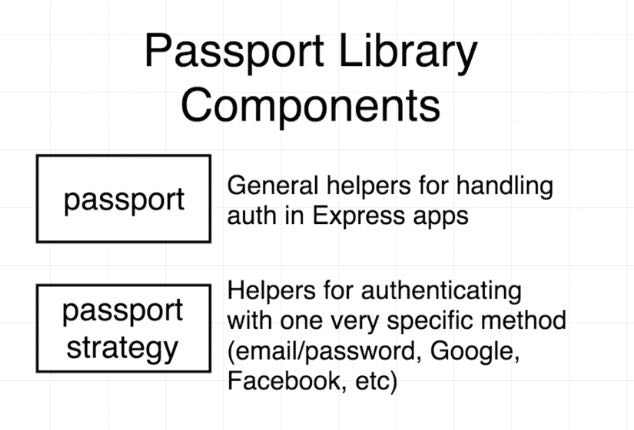 Passport Library
Components
passport
General helpers for handling
auth in Express apps
passport
strategy
Helpers for authenticating
with one very specific method
(email/password, Google,
Facebook, etc)